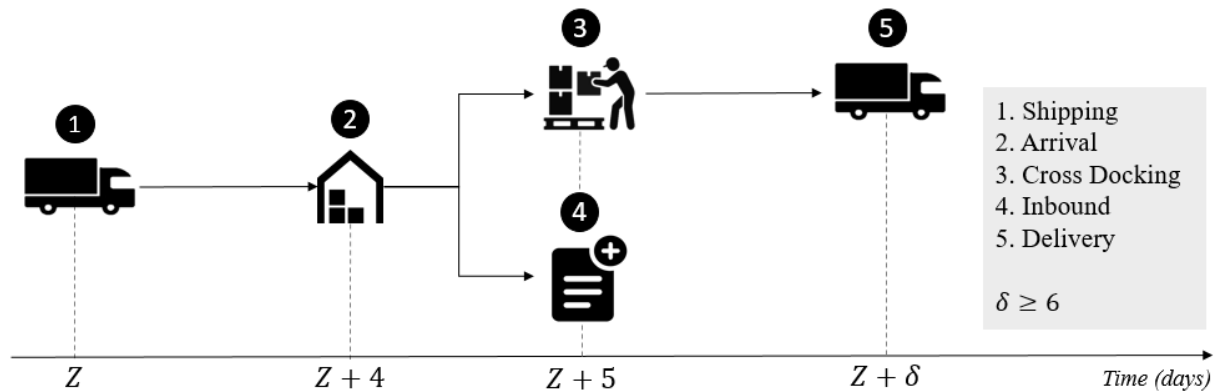 3
5
1
2
1. Shipping
2. Arrival
3. Cross Docking
4. Inbound
5. Delivery
4
δ ≥ 6
Z
Z + 4
Z + 5
Z + δ
Time (days)